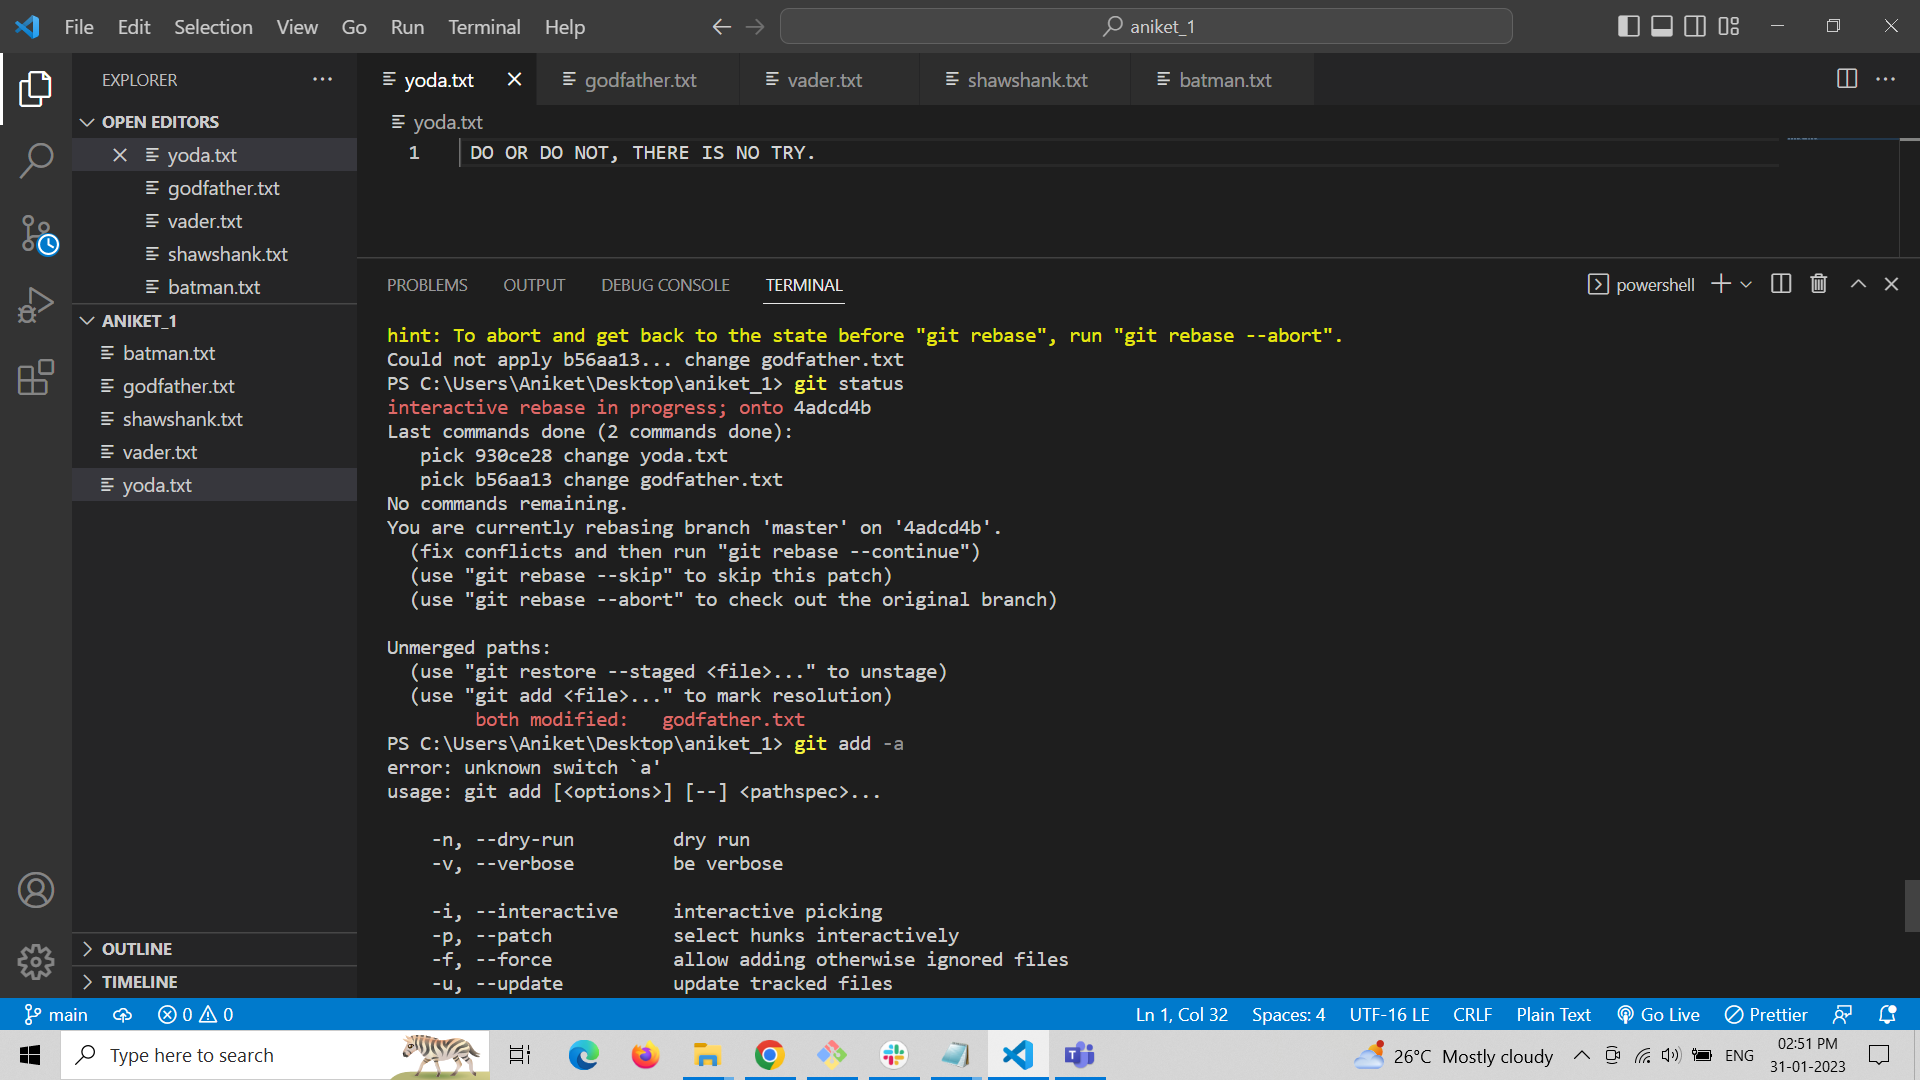 File Edit Selection View Go Run Terminal Help
aniket_1
EXPLORER
yoda.txt
godfather.txt
vader.txt
shawshank.txt
batman.txt
OPEN EDITORS
yoda.txt
godfather.txt
vader.txt
shawshank.txt
batman.txt
ANIKET_1
batman.txt
godfather.txt
shawshank.txt
vader.txt
yoda.txt
OUTLINE
TIMELINE
yoda.txt
1 DO OR DO NOT, THERE IS NO TRY.
PROBLEMS OUTPUT DEBUG CONSOLE TERMINAL
powershell
hint: To abort and get back to the state before "git rebase", run "git rebase --abort".
Could not apply b56aa13... change godfather.txt
PS C:\Users\Aniket\Desktop\aniket_1> git status
interactive rebase in progress; onto 4adcd4b
Last commands done (2 commands done):
   pick 930ce28 change yoda.txt
   pick b56aa13 change godfather.txt
No commands remaining.
You are currently rebasing branch 'master' on '4adcd4b'.
  (fix conflicts and then run "git rebase --continue")
  (use "git rebase --skip" to skip this patch)
  (use "git rebase --abort" to check out the original branch)
Unmerged paths:
  (use "git restore --staged <file>..." to unstage)
  (use "git add <file>..." to mark resolution)
        both modified:   godfather.txt
PS C:\Users\Aniket\Desktop\aniket_1> git add -a
error: unknown switch `a'
usage: git add [<options>] [--] <pathspec>...
    -n, --dry-run         dry run
    -v, --verbose         be verbose
    -i, --interactive     interactive picking
    -p, --patch           select hunks interactively
    -f, --force           allow adding otherwise ignored files
    -u, --update          update tracked files
main 0 0
Ln 1, Col 32 Spaces: 4 UTF-16 LE CRLF Plain Text Go Live Prettier
Type here to search
26°C Mostly cloudy
ENG
02:51 PM
31-01-2023